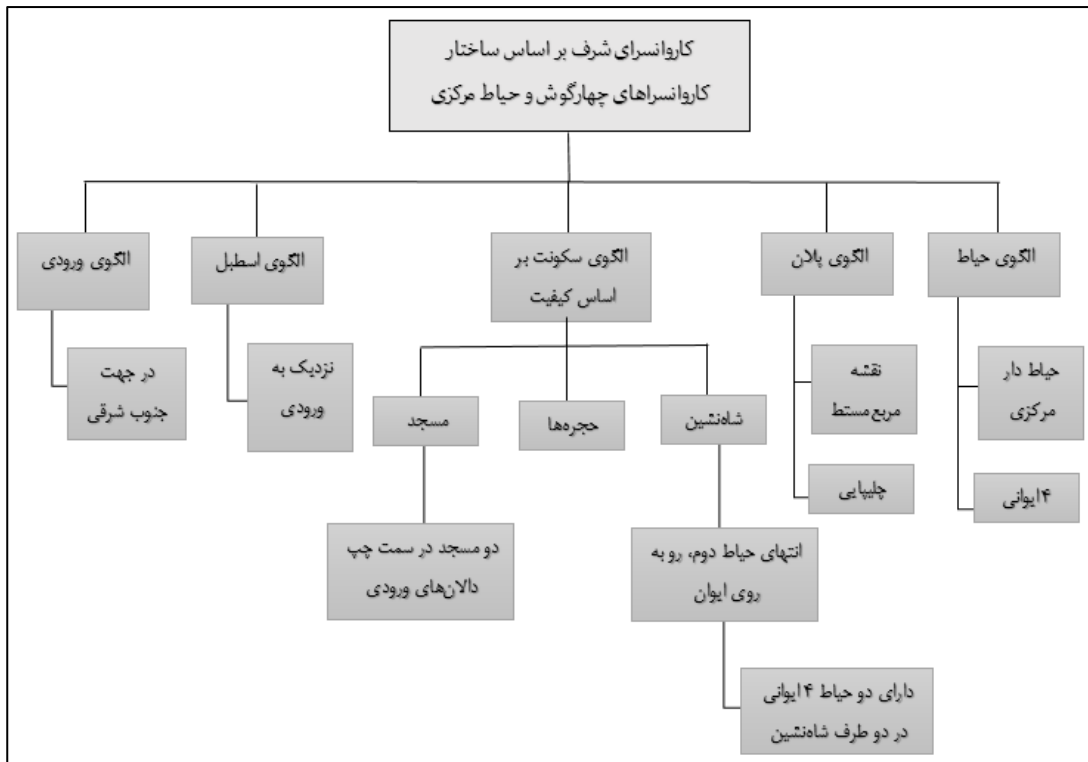 کاروانسرای شرف بر اساس ساختار
کاروانسراهای چهارگوش و حیاط مرکزی
الگوی حیاط
الگوی پلان
الگوی سکونت بر
اساس کیفیت
الگوی اسطبل
الگوی ورودی
حیاط دار
مرکزی
۴ ایوانی
نقشه
مربع مستط
چلیپایی
شاه‌نشین
حجره‌ها
مسجد
نزدیک به
ورودی
در جهت
جنوب شرقی
انتهای حیاط دوم، رو به
روی ایوان
دو مسجد در سمت چپ
دالان‌های ورودی
دارای دو حیاط ۴ ایوانی
در دو طرف شاه‌نشین